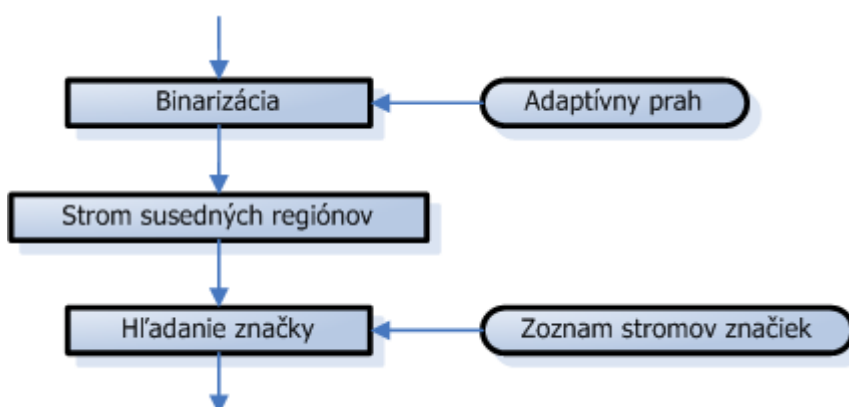 Binarizácia
Adaptívny prah
Strom susedných regiónov
Hľadanie značky
Zoznam stromov značiek